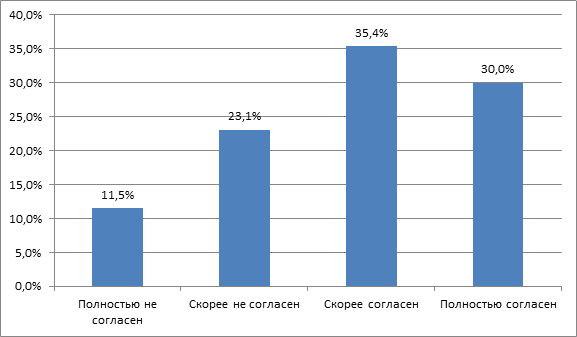 40,0%
35,0%
30,0%
25,0%
20,0%
15,0%
10,0%
5,0%
0,0%
11,5%
23,1%
35,4%
30,0%
Полностью не
согласен
Скорее не согласен
Скорее согласен
Полностью согласен